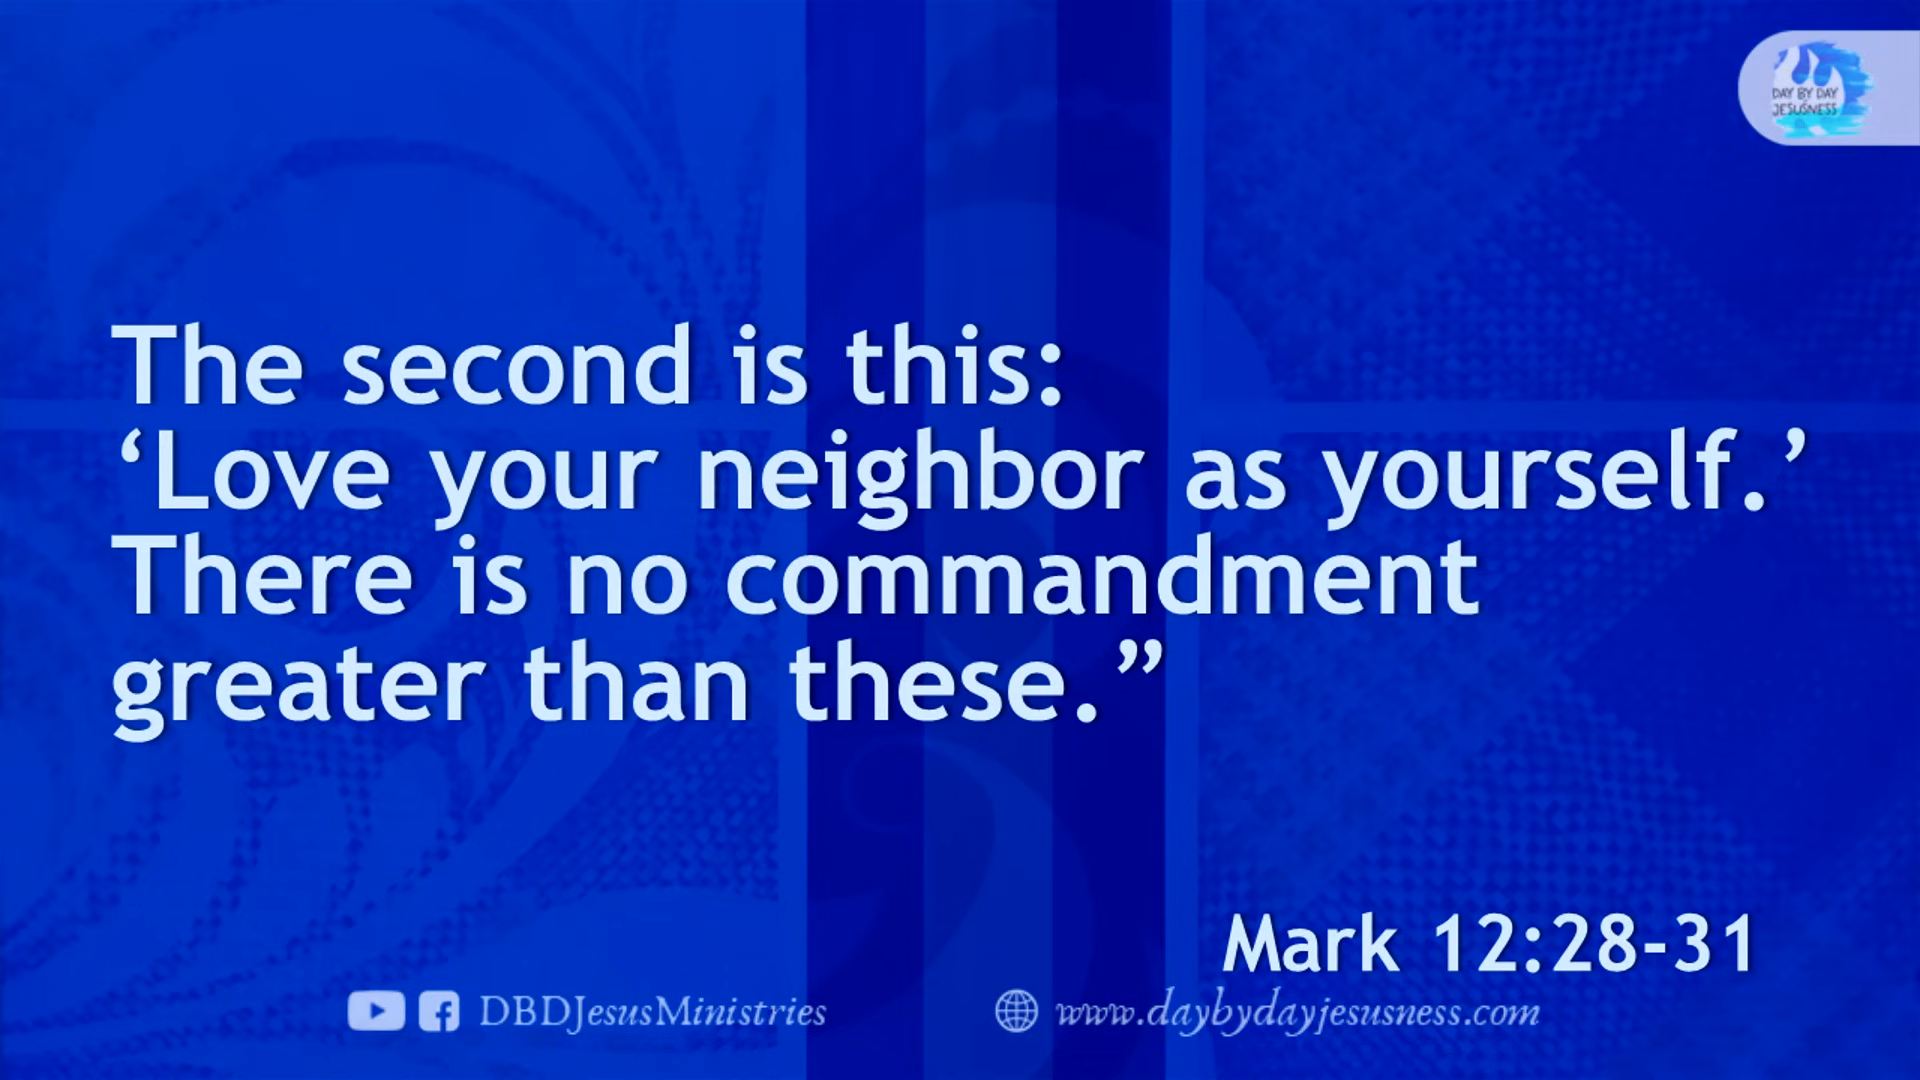 DAY BY DAY
JESUSNESS
The second is this:
‘Love your neighbor as yourself.’
There is no commandment
greater than these.”
Mark 12:28-31
DBDJesusMinistries
www.daybydayjesusness.com